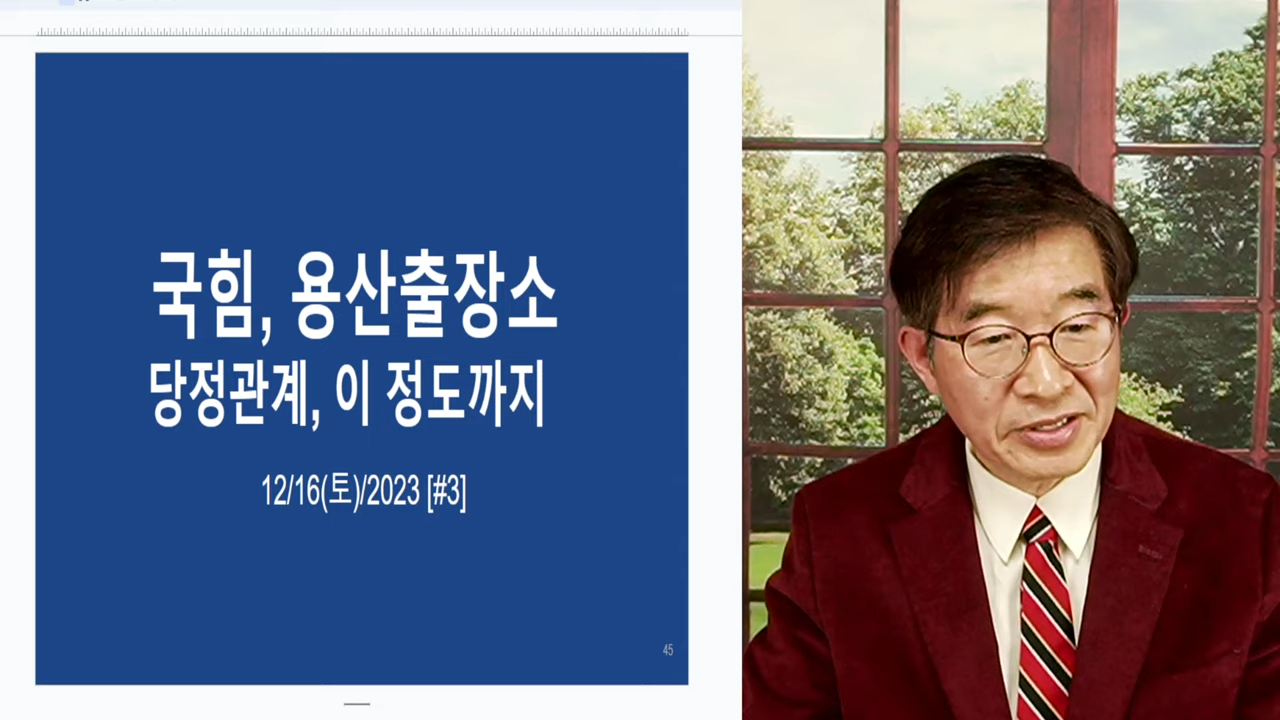 국힘, 용산출장소
당정관계, 이 정도까지
12/16(토)/2023 [#3]
45